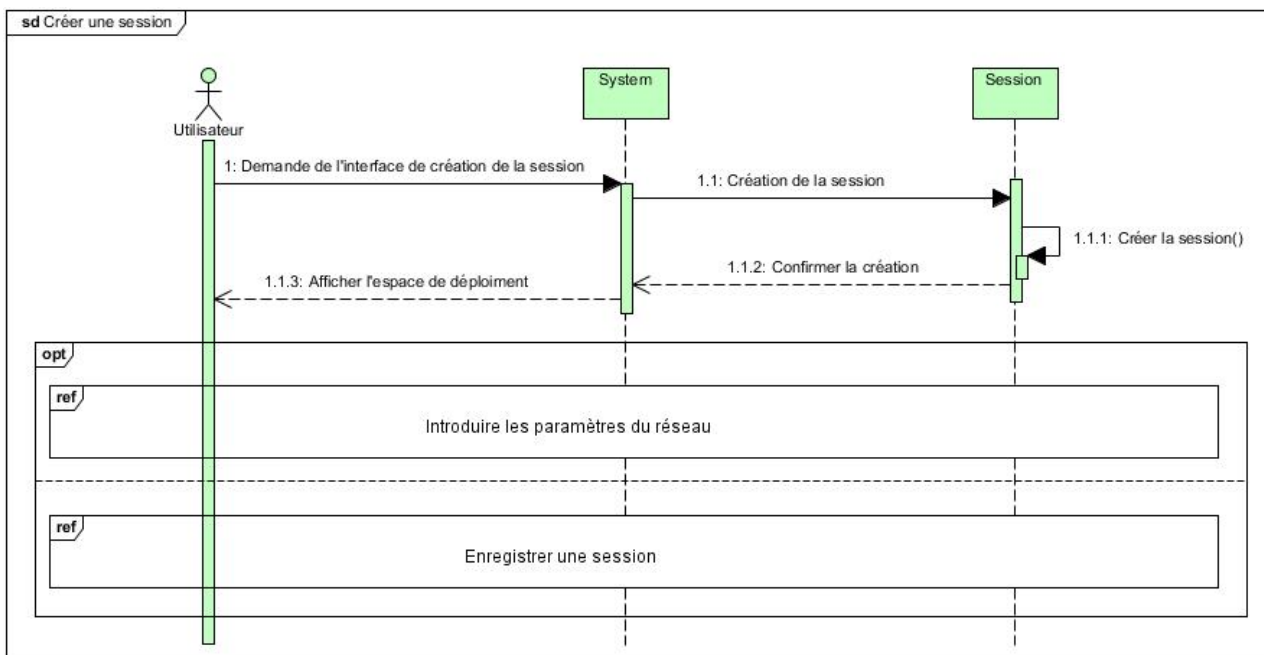 sd Créer une session
Utilisateur
System
Session
1: Demande de l'interface de création de la session
1.1: Création de la session
1.1.1: Créer la session()
1.1.2: Confirmer la création
1.1.3: Afficher l'espace de déploiment
opt
ref
Introduire les paramètres du réseau
ref
Enregistrer une session